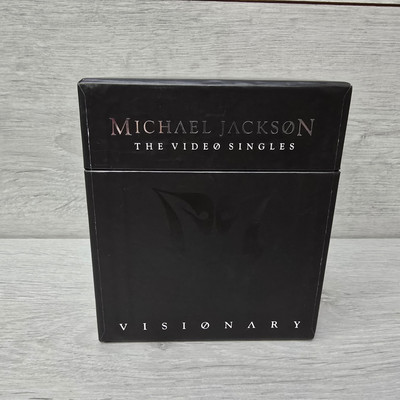 MICHAEL JACKSØN
THE VIDEØ SINGLES
VISIØNARY